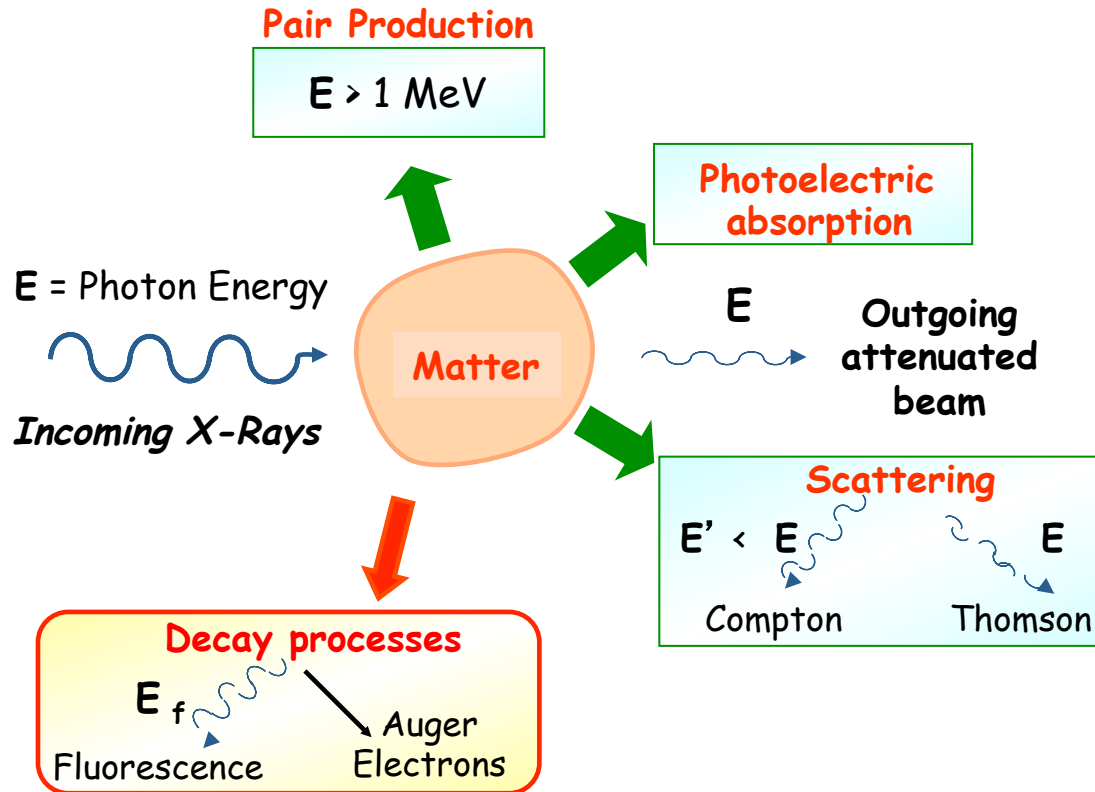 Pair Production
E > 1 MeV
Photoelectric
absorption
E = Photon Energy
Incoming X-Rays
Matter
E
Outgoing
attenuated
beam
Scattering
E’ < E
E
Compton
Thomson
Decay processes
E f
Fluorescence
Auger
Electrons